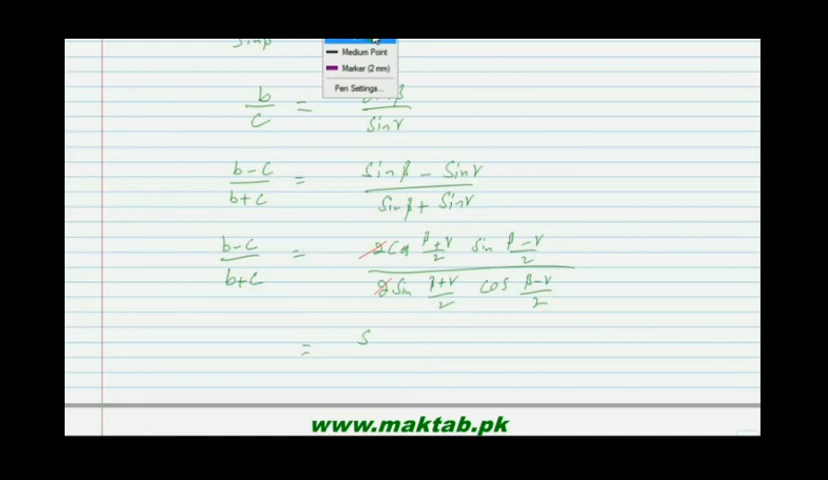 sinβ
Medium Point
Marker (2 mm)
Pen Settings...
b/c = sinβ/sinγ
b-c/b+c = sinβ - sinγ/sinβ + sinγ
b-c/b+c = 2cos β+γ/2 sin β-γ/2 / 2sin β+γ/2 cos β-γ/2
= s
www.maktab.pk